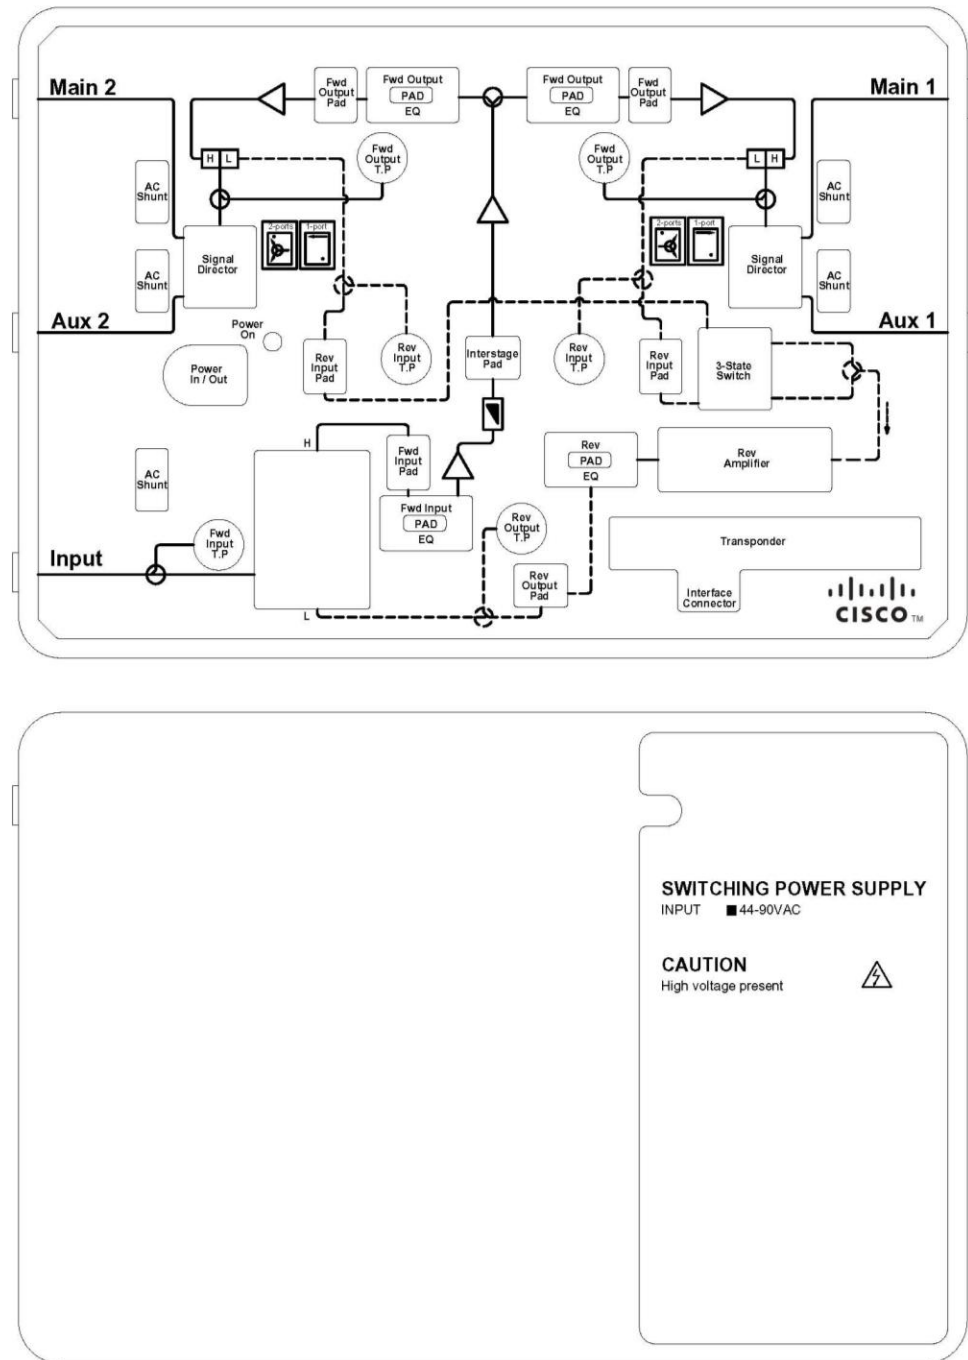 Main 2
Main 1
Fwd
Output
Pad
Fwd Output
PAD
EQ
Fwd Output
PAD
EQ
Fwd
Output
Pad
H L
Fwd
Output
T.P
Fwd
Output
T.P
L H
AC
Shunt
AC
Shunt
2-ports 1-port
2-ports 1-port
Signal
Director
Signal
Director
AC
Shunt
AC
Shunt
Aux 2
Aux 1
Power
On
Power
In / Out
Rev
Input
Pad
Rev
Input
T.P
Interstage
Pad
Rev
Input
T.P
Rev
Input
Pad
3-State
Switch
H
Fwd
Input
Pad
Rev
PAD
EQ
Rev
Amplifier
AC
Shunt
Fwd Input
PAD
EQ
Fwd
Input
T.P
Rev
Output
T.P
Transponder
Input
Rev
Output
Pad
Interface
Connector
L
CISCO TM
SWITCHING POWER SUPPLY
INPUT ■ 44-90VAC
CAUTION
High voltage present